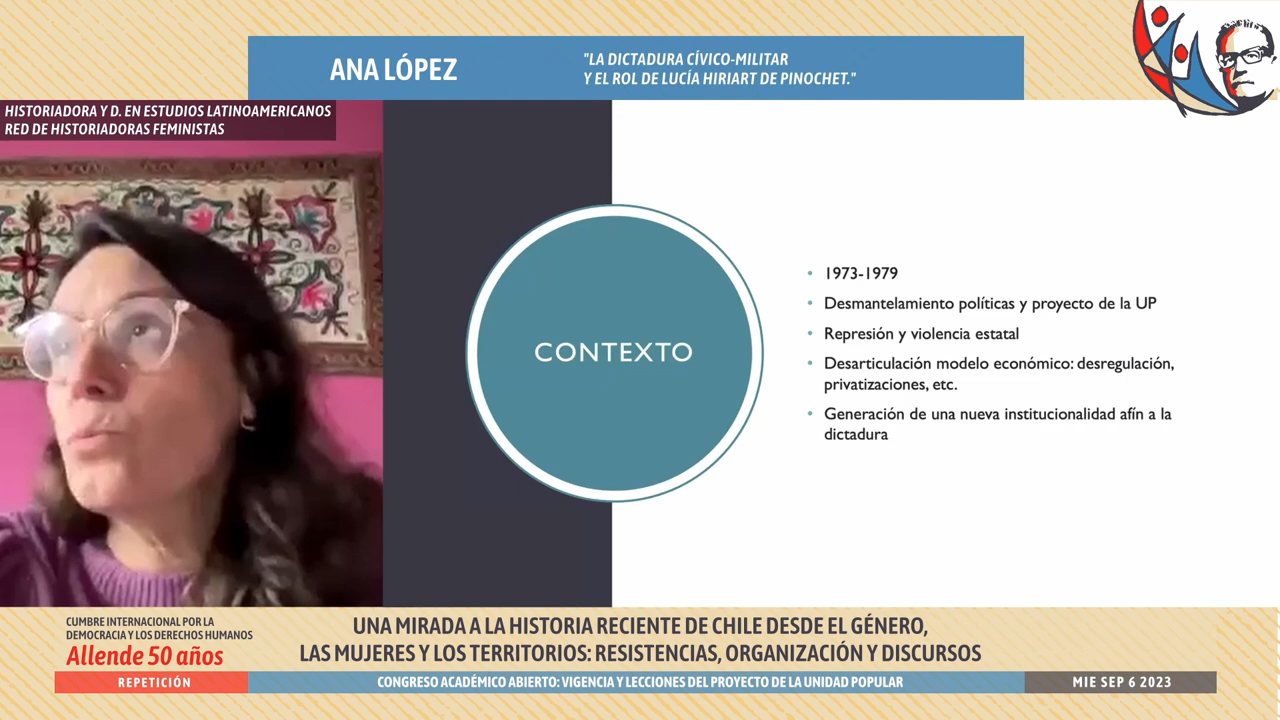 ANA LÓPEZ
"LA DICTADURA CÍVICO-MILITAR
Y EL ROL DE LUCÍA HIRIART DE PINOCHET."
HISTORIADORA Y D. EN ESTUDIOS LATINOAMERICANOS
RED DE HISTORIADORAS FEMINISTAS
CONTEXTO
• 1973-1979
• Desmantelamiento políticas y proyecto de la UP
• Represión y violencia estatal
• Desarticulación modelo económico: desregulación,
privatizaciones, etc.
• Generación de una nueva institucionalidad afín a la
dictadura
CUMBRE INTERNACIONAL POR LA
DEMOCRACIA Y LOS DERECHOS HUMANOS
Allende 50 años
REPETICIÓN
UNA MIRADA A LA HISTORIA RECIENTE DE CHILE DESDE EL GÉNERO,
LAS MUJERES Y LOS TERRITORIOS: RESISTENCIAS, ORGANIZACIÓN Y DISCURSOS
CONGRESO ACADÉMICO ABIERTO: VIGENCIA Y LECCIONES DEL PROYECTO DE LA UNIDAD POPULAR
MIE SEP 6 2023